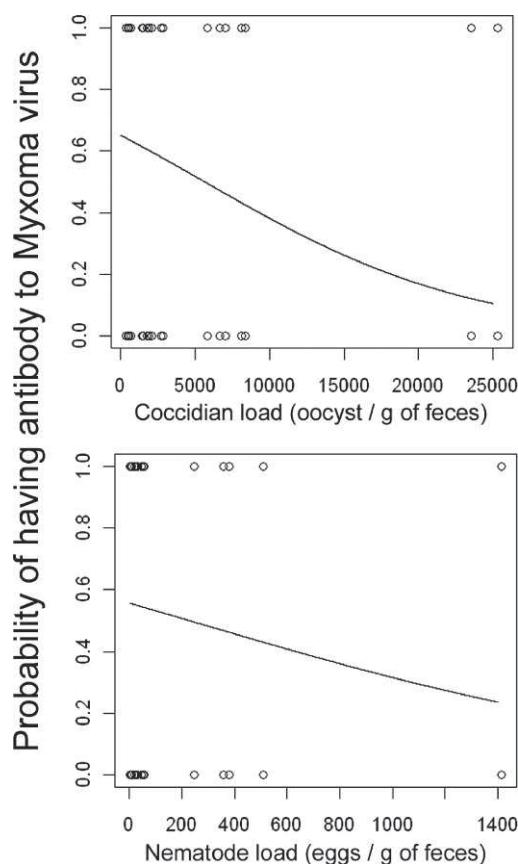 Probability of having antibody to Myxoma virus
1.0
0.8
0.6
0.4
0.2
0.0
0 5000 10000 15000 20000 25000
Coccidian load (oocyst / g of feces)
1.0
0.8
0.6
0.4
0.2
0.0
0 200 400 600 800 1000 1400
Nematode load (eggs / g of feces)